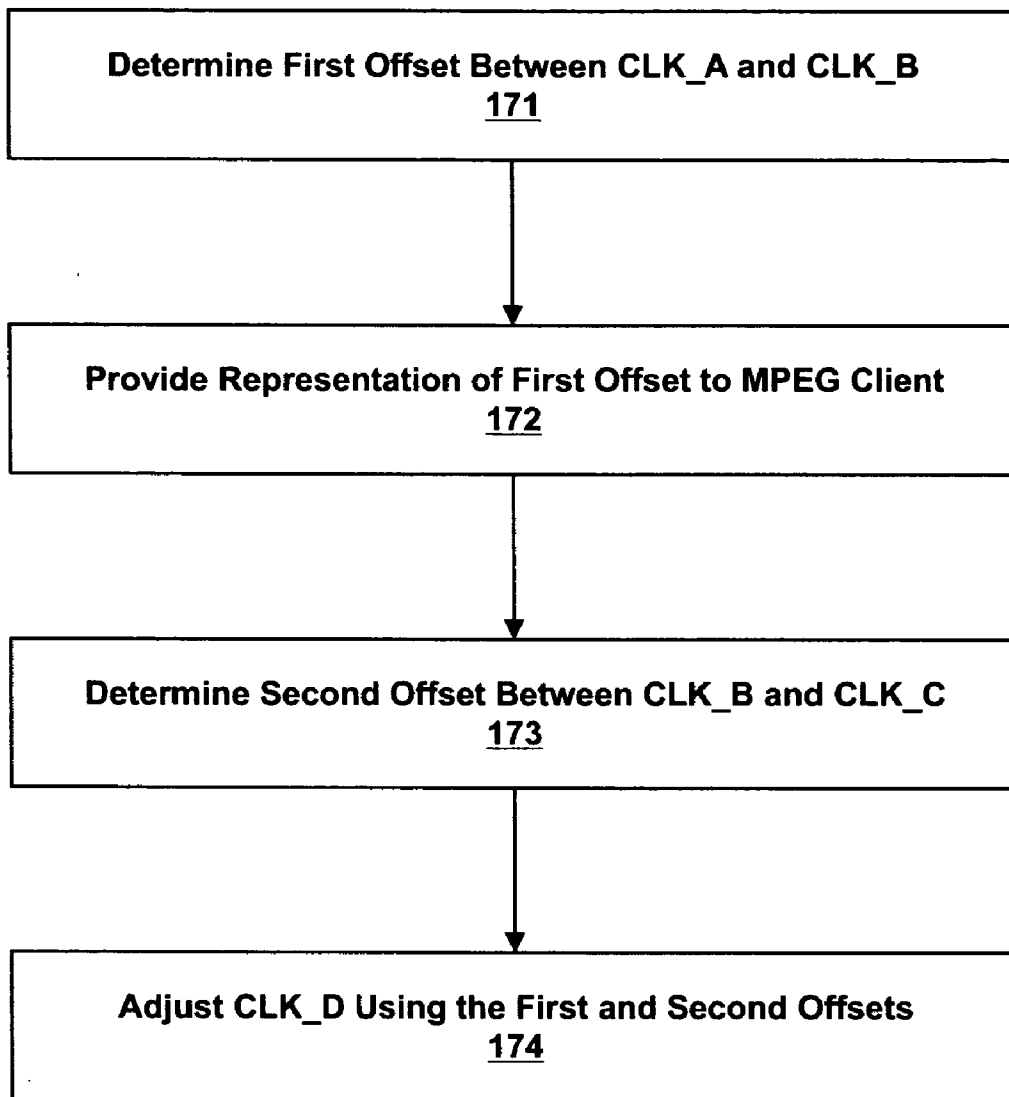 Determine First Offset Between CLK_A and CLK_B
171
Provide Representation of First Offset to MPEG Client
172
Determine Second Offset Between CLK_B and CLK_C
173
Adjust CLK_D Using the First and Second Offsets
174